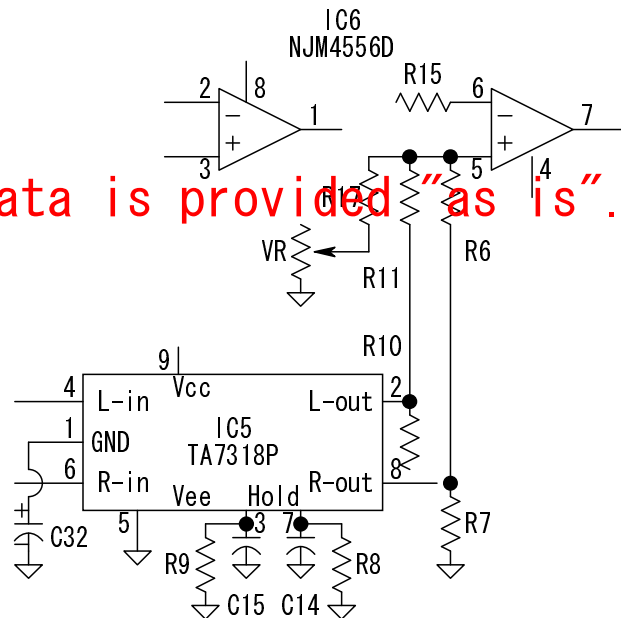 IC6
NJM4556D
R15
2
8
6
1
7
3
5
4
ata is provided "as is".
R17
VR
R6
R11
R10
9
4
Vcc
2
L-in
L-out
1
GND
IC5
TA7318P
6
R-in
R-out
8
Vee
Hold
5
3
7
C32
R7
R9
R8
C15
C14